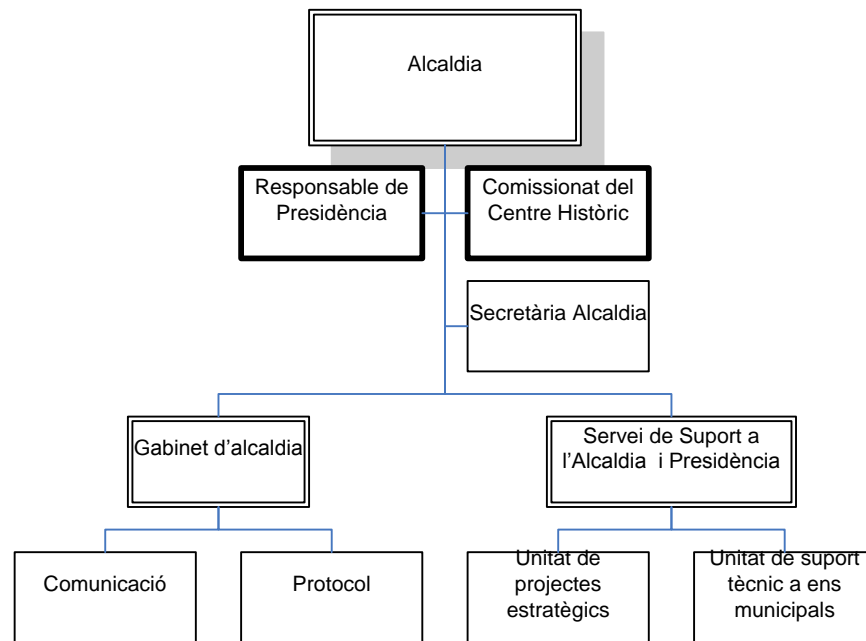 Alcaldia
Responsable de
Presidència
Comissionat del
Centre Històric
Secretària Alcaldia
Gabinet d’alcaldia
Servei de Suport a
l’Alcaldia i Presidència
Comunicació
Protocol
Unitat de
projectes
estratègics
Unitat de suport
tècnic a ens
municipals